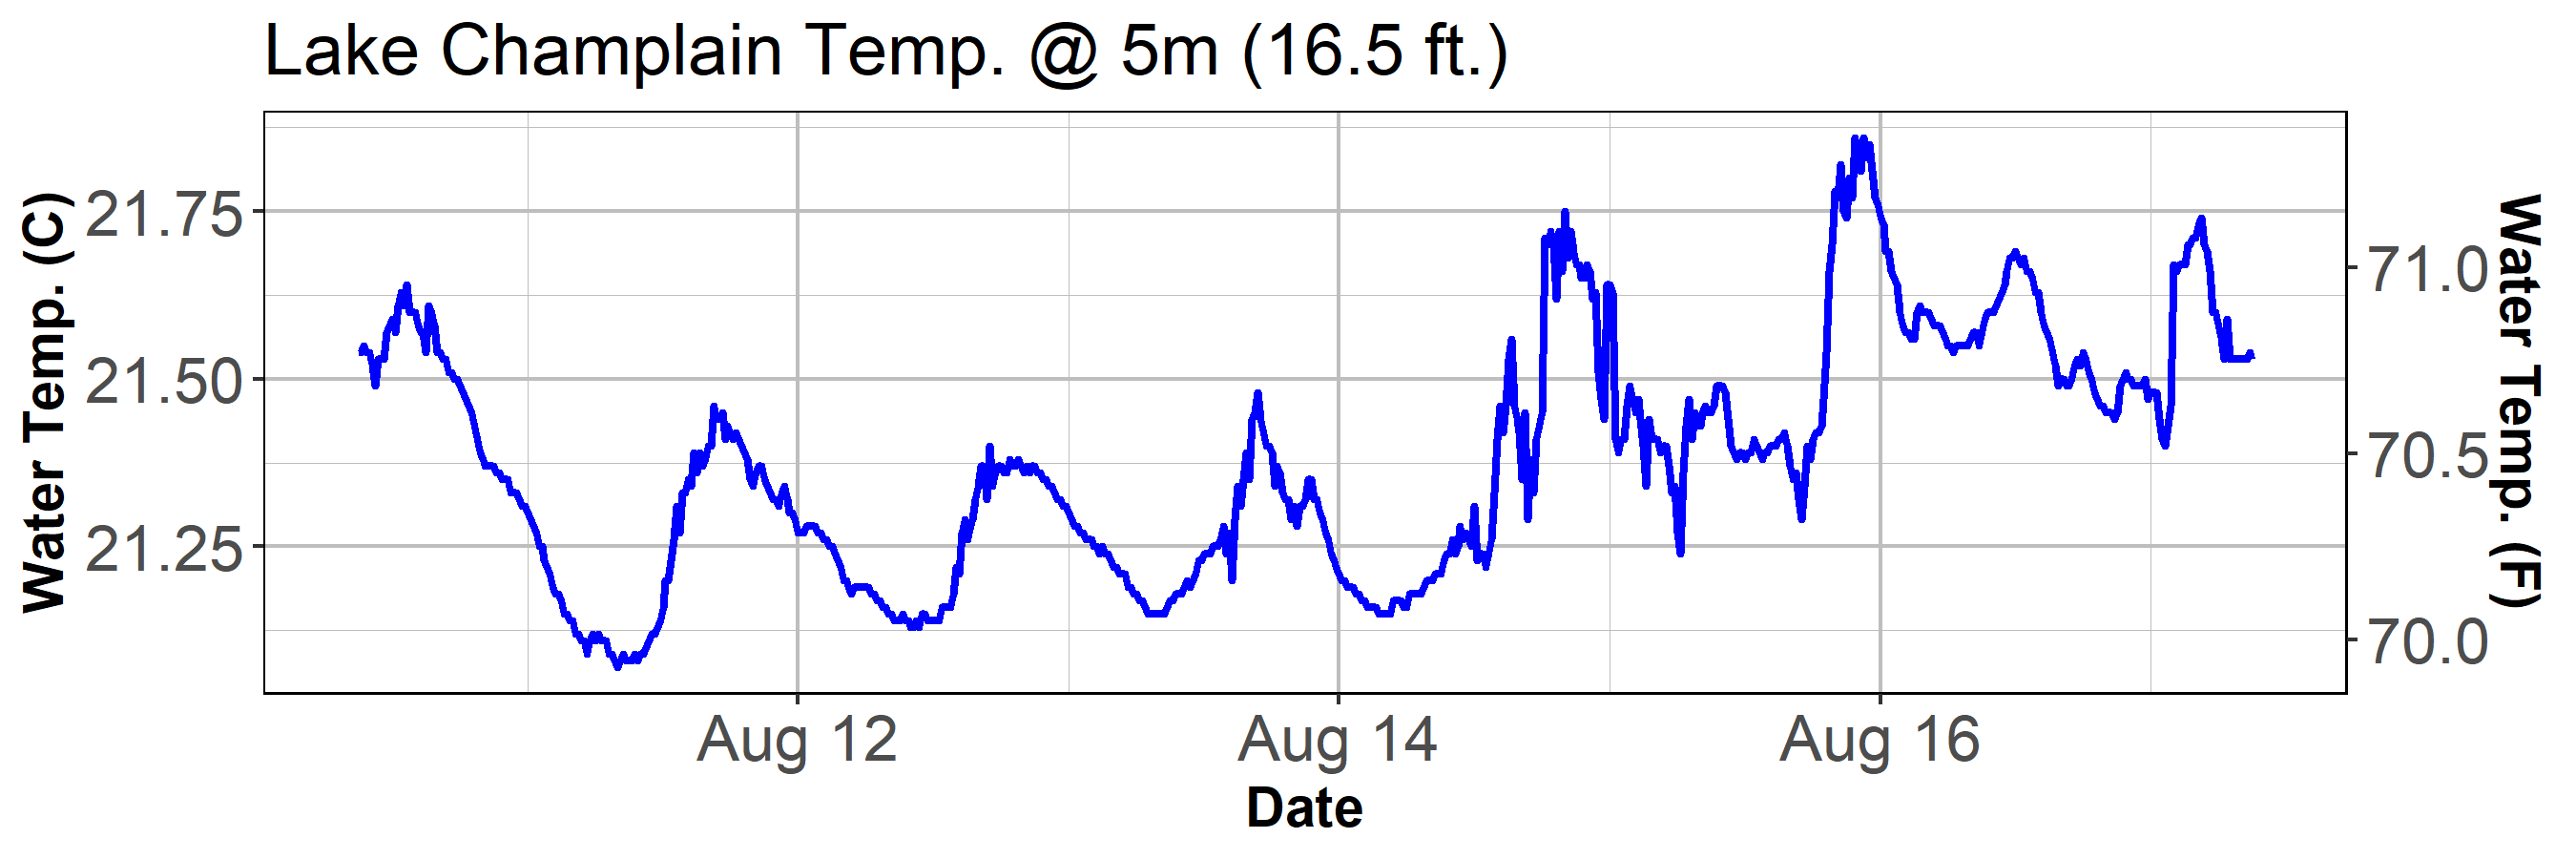 Lake Champlain Temp. @ 5m (16.5 ft.)
Water Temp. (C)
21.75
21.50
21.25
71.0
70.5
70.0
Water Temp. (F)
Aug 12
Aug 14
Aug 16
Date